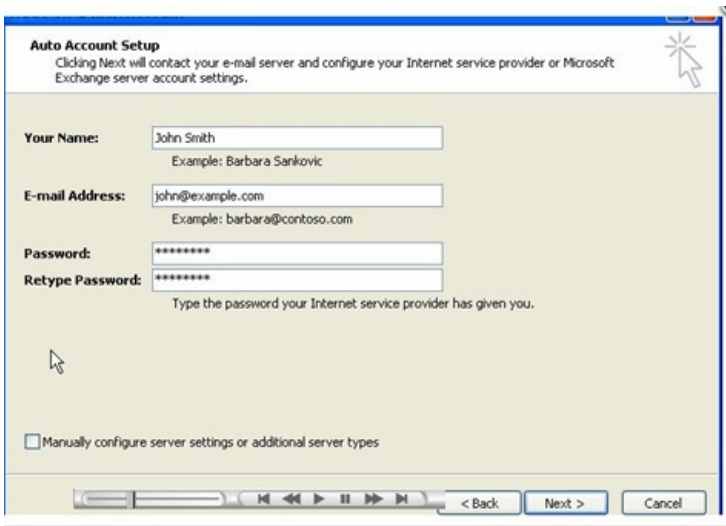 Auto Account Setup
Clicking Next will contact your e-mail server and configure your Internet service provider or Microsoft
Exchange server account settings.
Your Name:
John Smith
Example: Barbara Sankovic
E-mail Address:
john@example.com
Example: barbara@contoso.com
Password:
********
Retype Password:
********
Type the password your Internet service provider has given you.
Manually configure server settings or additional server types
< Back
Next >
Cancel